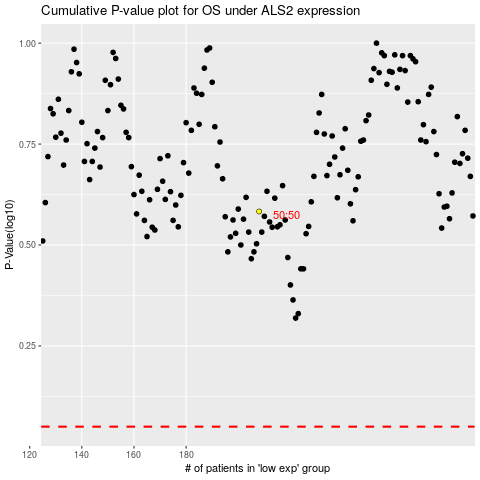 Cumulative P-value plot for OS under ALS2 expression
P-Value(log10)
1.00
0.75
0.50
0.25
50:50
120 140 160 180
# of patients in 'low exp' group